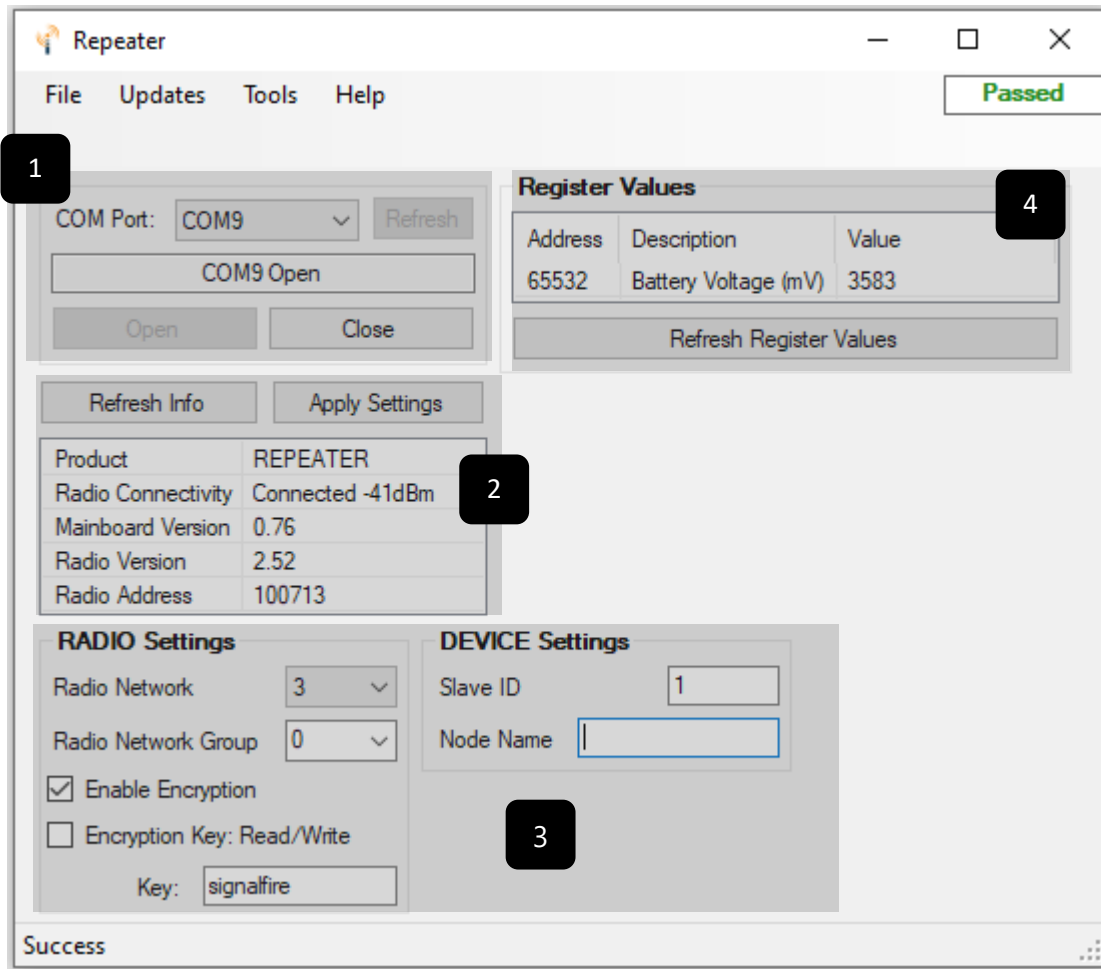 Repeater
File Updates Tools Help
Passed
1
COM Port: COM9 Refresh
COM9 Open
Open Close
Register Values
4
Address Description Value
65532 Battery Voltage (mV) 3583
Refresh Register Values
Refresh Info Apply Settings
Product REPEATER
Radio Connectivity Connected -41dBm
2
Mainboard Version 0.76
Radio Version 2.52
Radio Address 100713
RADIO Settings
Radio Network 3
Radio Network Group 0
Enable Encryption
Encryption Key: Read/Write
Key: signalfire
DEVICE Settings
Slave ID 1
Node Name
3
Success